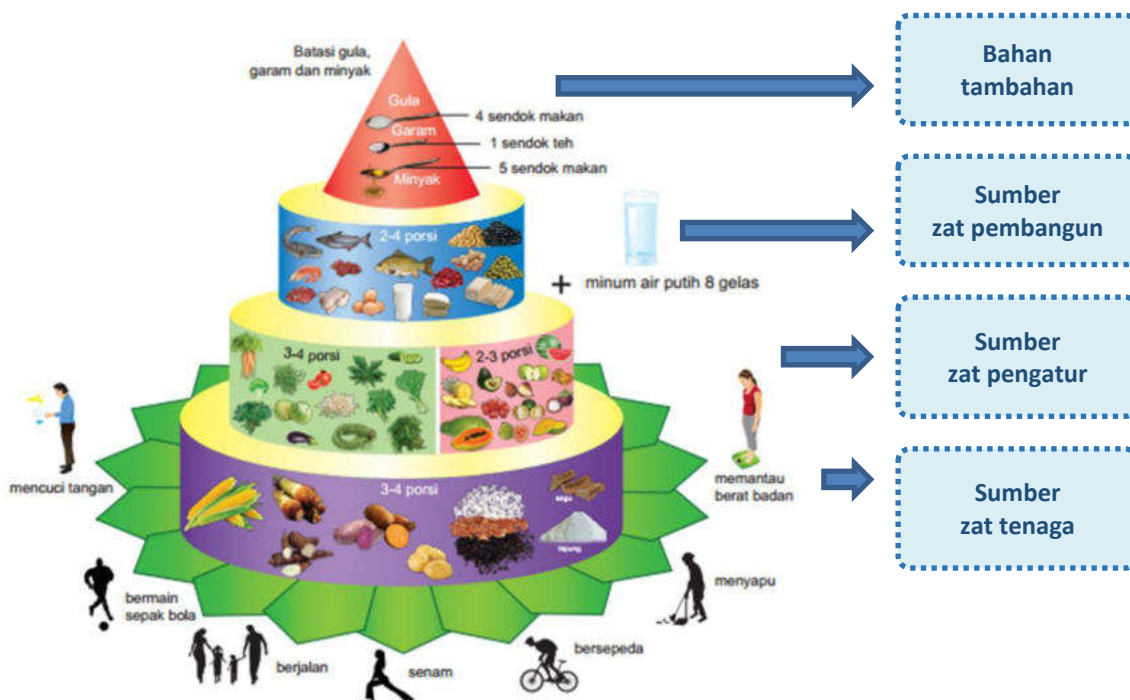 Batasi gula,
garam dan minyak
Gula
4 sendok makan
Garam
1 sendok teh
5 sendok makan
Minyak
2-4 porsi
+ minum air putih 8 gelas
3-4 porsi
2-3 porsi
3-4 porsi
sagu
tepung
mencuci tangan
memantau
berat badan
bermain
sepak bola
berjalan
senam
bersepeda
menyapu
Bahan
tambahan
Sumber
zat pembangun
Sumber
zat pengatur
Sumber
zat tenaga